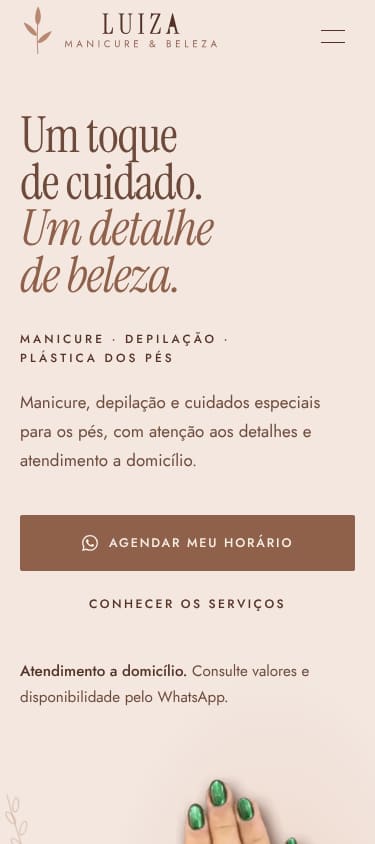 LUIZA
MANICURE & BELEZA
Um toque
de cuidado.
Um detalhe
de beleza.
MANICURE · DEPILAÇÃO ·
PLÁSTICA DOS PÉS
Manicure, depilação e cuidados especiais
para os pés, com atenção aos detalhes e
atendimento a domicílio.
AGENDAR MEU HORÁRIO
CONHECER OS SERVIÇOS
Atendimento a domicílio. Consulte valores e
disponibilidade pelo WhatsApp.